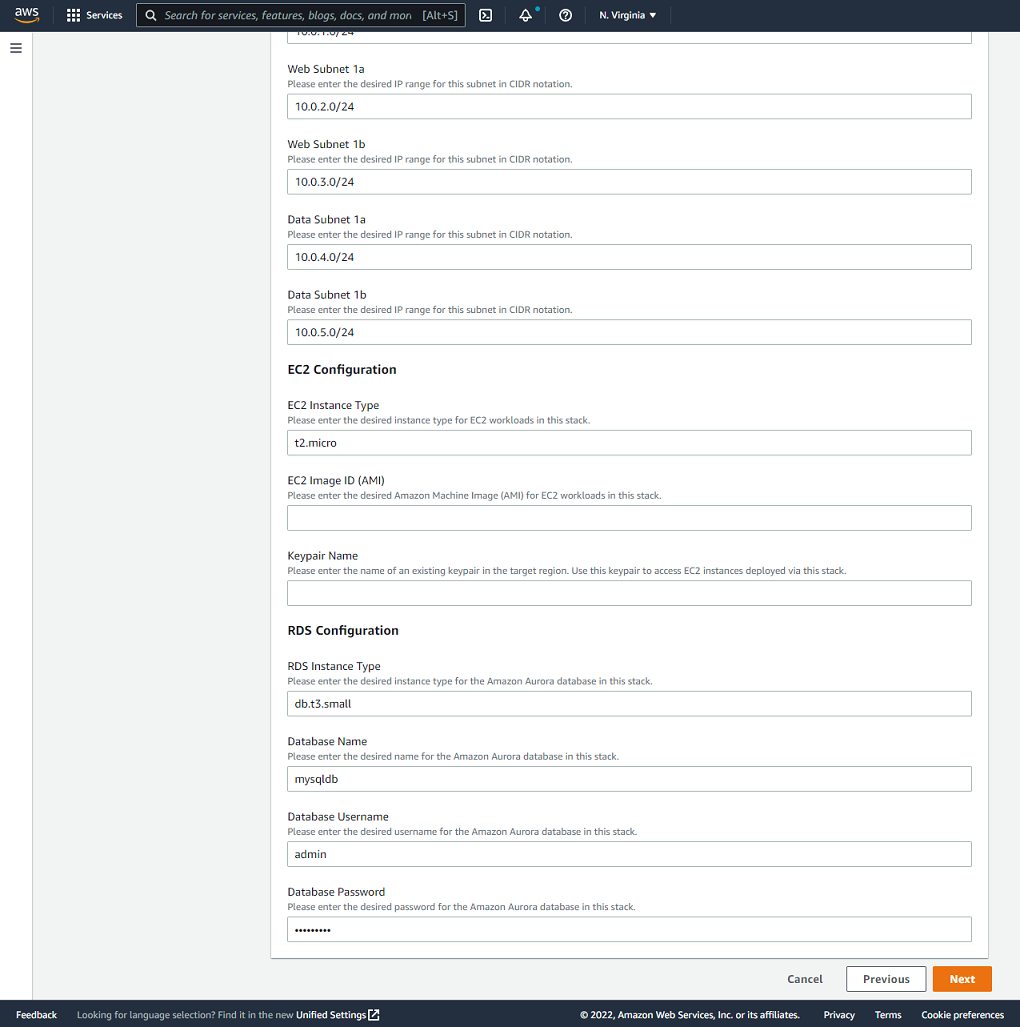 aws
Services
Search for services, features, blogs, docs, and mor [Alt+S]
N. Virginia ▼
10.0.1.0/24
Web Subnet 1a
Please enter the desired IP range for this subnet in CIDR notation.
10.0.2.0/24
Web Subnet 1b
Please enter the desired IP range for this subnet in CIDR notation.
10.0.3.0/24
Data Subnet 1a
Please enter the desired IP range for this subnet in CIDR notation.
10.0.4.0/24
Data Subnet 1b
Please enter the desired IP range for this subnet in CIDR notation.
10.0.5.0/24
EC2 Configuration
EC2 Instance Type
Please enter the desired instance type for EC2 workloads in this stack.
t2.micro
EC2 Image ID (AMI)
Please enter the desired Amazon Machine Image (AMI) for EC2 workloads in this stack.
Keypair Name
Please enter the name of an existing keypair in the target region. Use this keypair to access EC2 instances deployed via this stack.
RDS Configuration
RDS Instance Type
Please enter the desired instance type for the Amazon Aurora database in this stack.
db.t3.small
Database Name
Please enter the desired name for the Amazon Aurora database in this stack.
mysqldb
Database Username
Please enter the desired username for the Amazon Aurora database in this stack.
admin
Database Password
Please enter the desired password for the Amazon Aurora database in this stack.
•••••••••
Cancel Previous Next
Feedback Looking for language selection? Find it in the new Unified Settings © 2022, Amazon Web Services, Inc. or its affiliates. Privacy Terms Cookie preferences